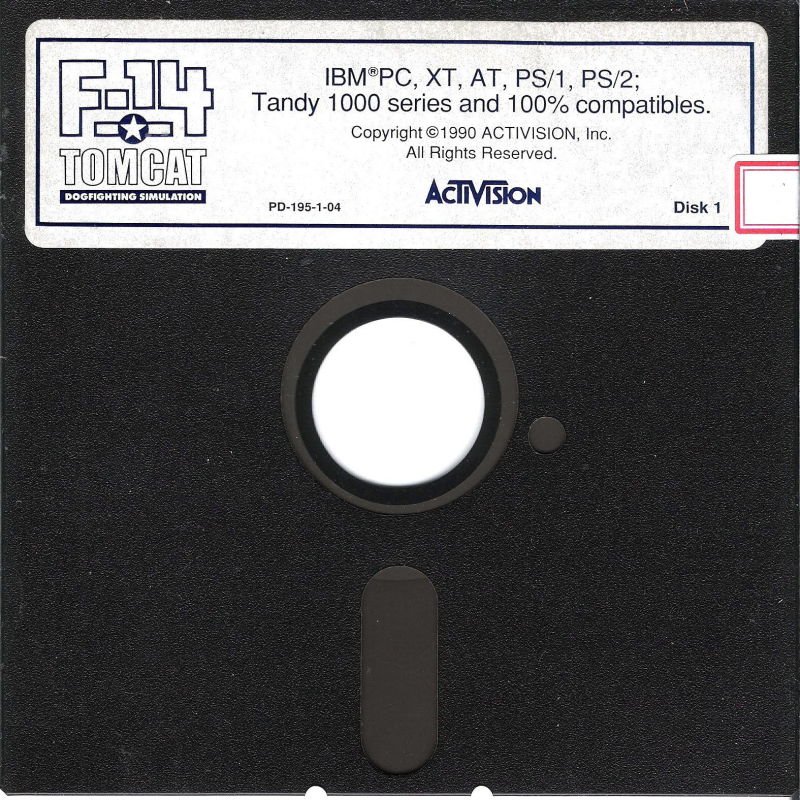 F-14
TOMCAT
DOGFIGHTING SIMULATION
IBM®PC, XT, AT, PS/1, PS/2;
Tandy 1000 series and 100% compatibles.
Copyright ©1990 ACTIVISION, Inc.
All Rights Reserved.
PD-195-1-04
ACTIVISION
Disk 1